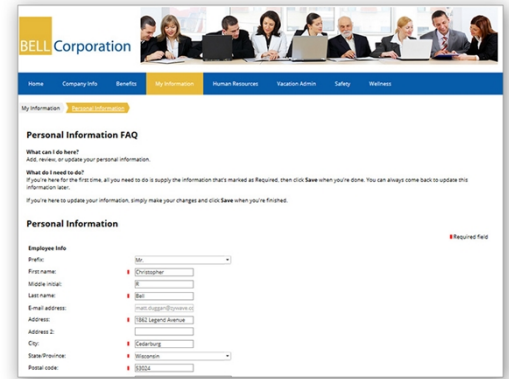 BELL Corporation
Home Company Info Benefits My Information Human Resources Vacation Admin Safety Wellness
My Information Personal Information
Personal Information FAQ
What can I do here?
Add, review, or update your personal information.
What do I need to do?
If you're here for the first time, all you need to do is supply the information that's marked as Required, then click Save when you're done. You can always come back to update this
information later.
If you're here to update your information, simply make your changes and click Save when you're finished.
Personal Information
Required field
Employee Info
Prefix: Mr.
First name: Christopher
Middle initial: R
Last name: Bell
E-mail address:
Address: 1862 Legend Avenue
Address 2:
City: Cedarburg
State/Province: Wisconsin
Postal code: 53024